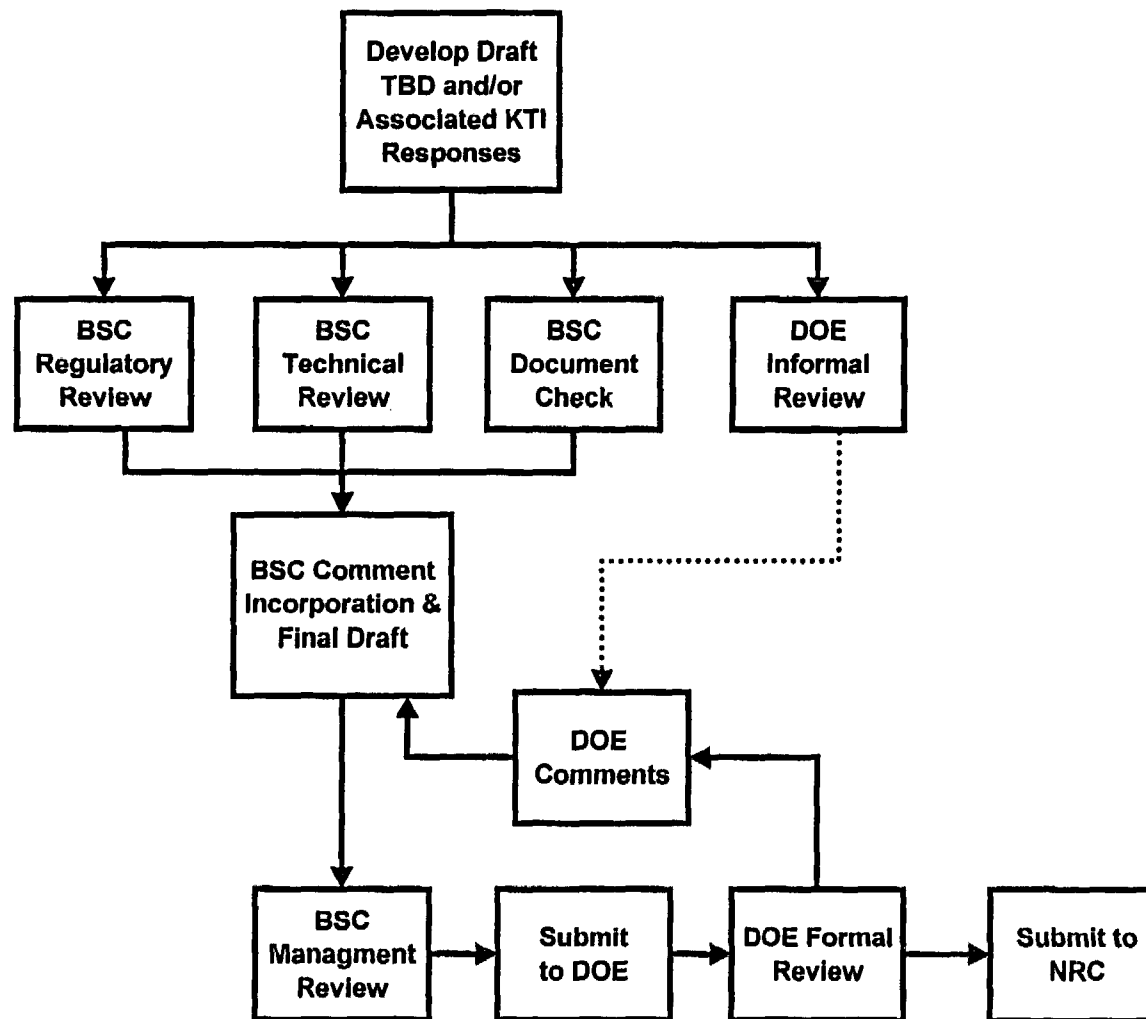 Develop Draft
TBD and/or
Associated KTI
Responses
BSC
Regulatory
Review
BSC
Technical
Review
BSC
Document
Check
DOE
Informal
Review
BSC Comment
Incorporation &
Final Draft
DOE
Comments
BSC
Managment
Review
Submit
to DOE
DOE Formal
Review
Submit to
NRC